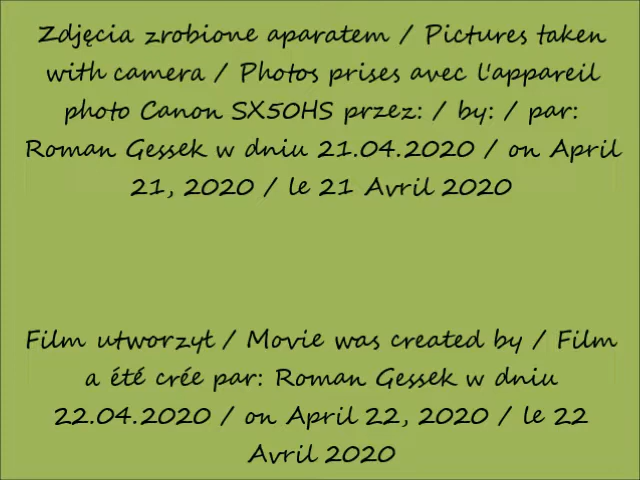 Zdjęcia zrobione aparatem / Pictures taken
with camera / Photos prises avec l'appareil
photo Canon SX50HS przez: / by: / par:
Roman Gessek w dniu 21.04.2020 / on April
21, 2020 / le 21 Avril 2020
Film utworzył / Movie was created by / Film
a été crée par: Roman Gessek w dniu
22.04.2020 / on April 22, 2020 / le 22
Avril 2020